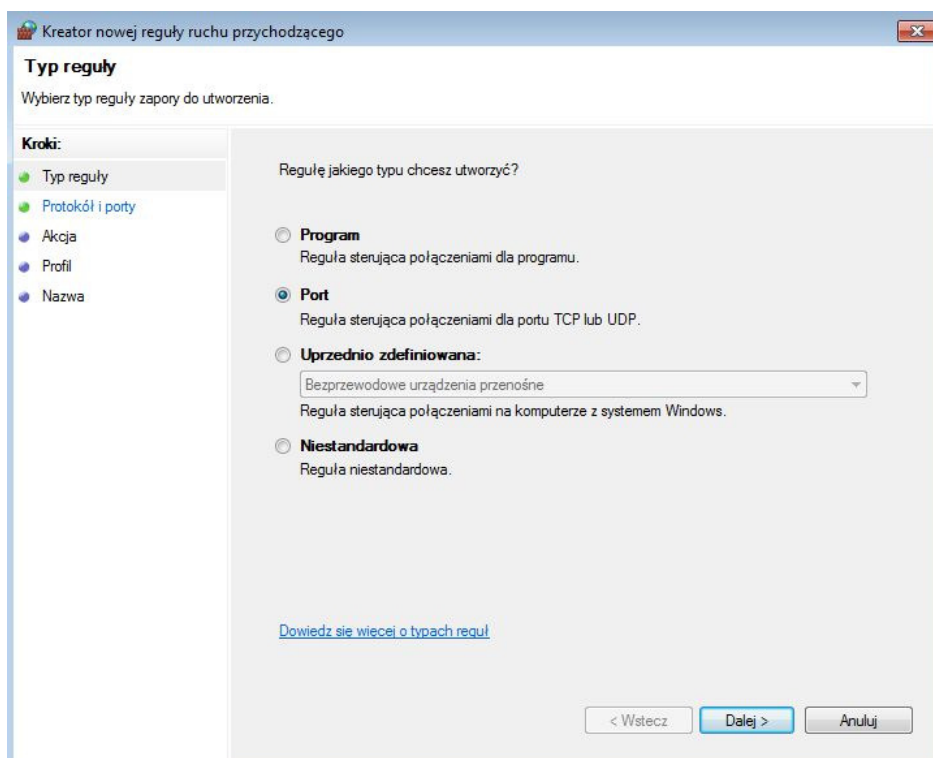 Kreator nowej reguły ruchu przychodzącego
Typ reguły
Wybierz typ reguły zapory do utworzenia.
Kroki:
Typ reguły
Protokół i porty
Akcja
Profil
Nazwa
Regułę jakiego typu chcesz utworzyć?
Program
Reguła sterująca połączeniami dla programu.
Port
Reguła sterująca połączeniami dla portu TCP lub UDP.
Uprzednio zdefiniowana:
Bezprzewodowe urządzenia przenośne
Reguła sterująca połączeniami na komputerze z systemem Windows.
Niestandardowa
Reguła niestandardowa.
Dowiedz się więcej o typach reguł
< Wstecz
Dalej >
Anuluj